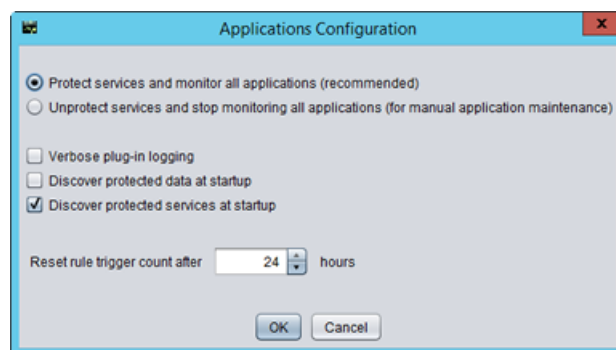 Applications Configuration
x
Protect services and monitor all applications (recommended)
Unprotect services and stop monitoring all applications (for manual application maintenance)
Verbose plug-in logging
Discover protected data at startup
Discover protected services at startup
Reset rule trigger count after 24 hours
OK Cancel